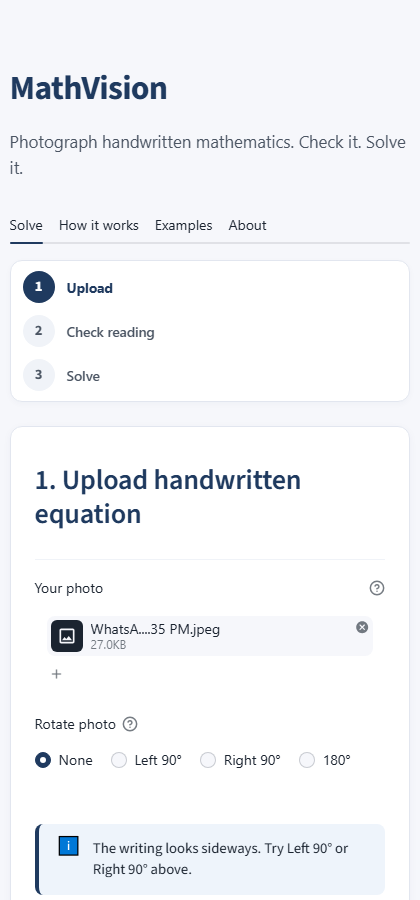 MathVision
Photograph handwritten mathematics. Check it. Solve
it.
Solve How it works Examples About
1 Upload
2 Check reading
3 Solve
1. Upload handwritten
equation
Your photo
WhatsA....35 PM.jpeg
27.0KB
+
Rotate photo
None Left 90° Right 90° 180°
The writing looks sideways. Try Left 90° or
Right 90° above.